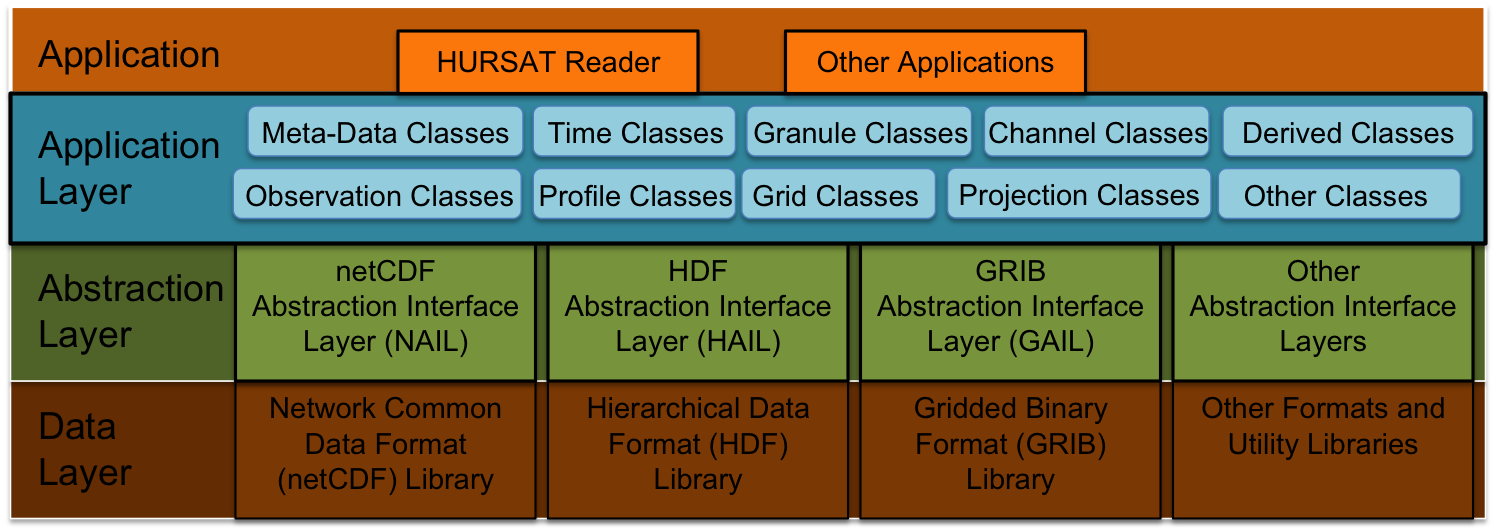 Application
HURSAT Reader
Other Applications
Application
Layer
Meta-Data Classes
Time Classes
Granule Classes
Channel Classes
Derived Classes
Observation Classes
Profile Classes
Grid Classes
Projection Classes
Other Classes
Abstraction
Layer
netCDF
Abstraction Interface
Layer (NAIL)
HDF
Abstraction Interface
Layer (HAIL)
GRIB
Abstraction Interface
Layer (GAIL)
Other
Abstraction Interface
Layers
Data
Layer
Network Common
Data Format
(netCDF) Library
Hierarchical Data
Format (HDF)
Library
Gridded Binary
Format (GRIB)
Library
Other Formats and
Utility Libraries